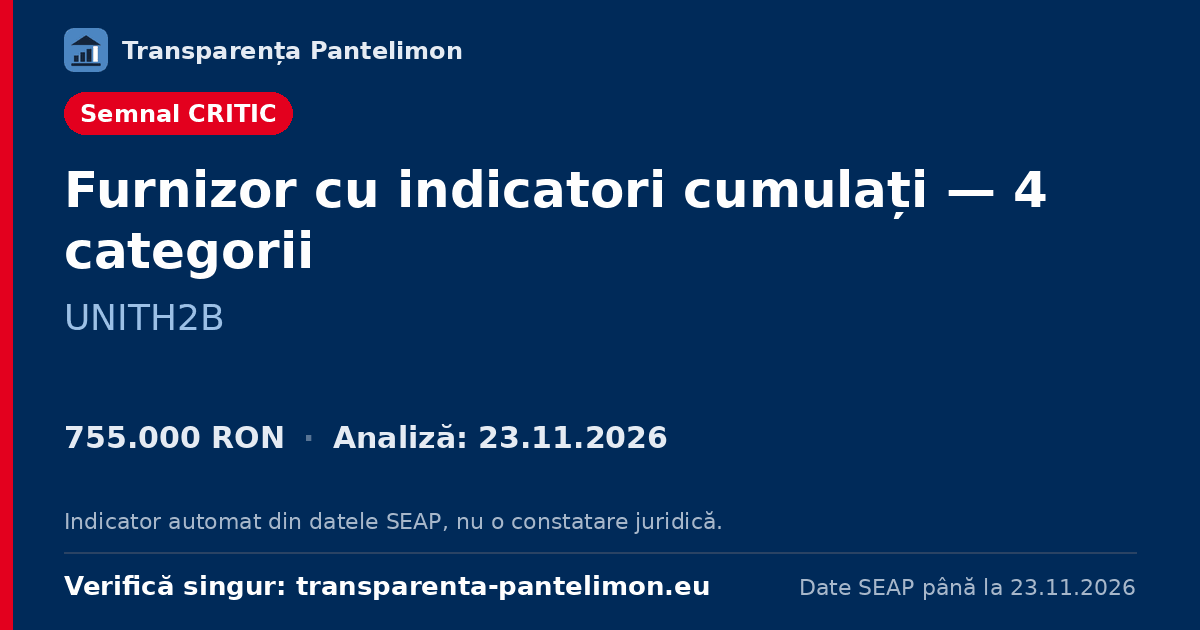 Transparența Pantelimon
Semnal CRITIC
Furnizor cu indicatori cumulați — 4
categorii
UNITH2B
755.000 RON · Analiză: 23.11.2026
Indicator automat din datele SEAP, nu o constatare juridică.
Verifică singur: transparenta-pantelimon.eu
Date SEAP până la 23.11.2026